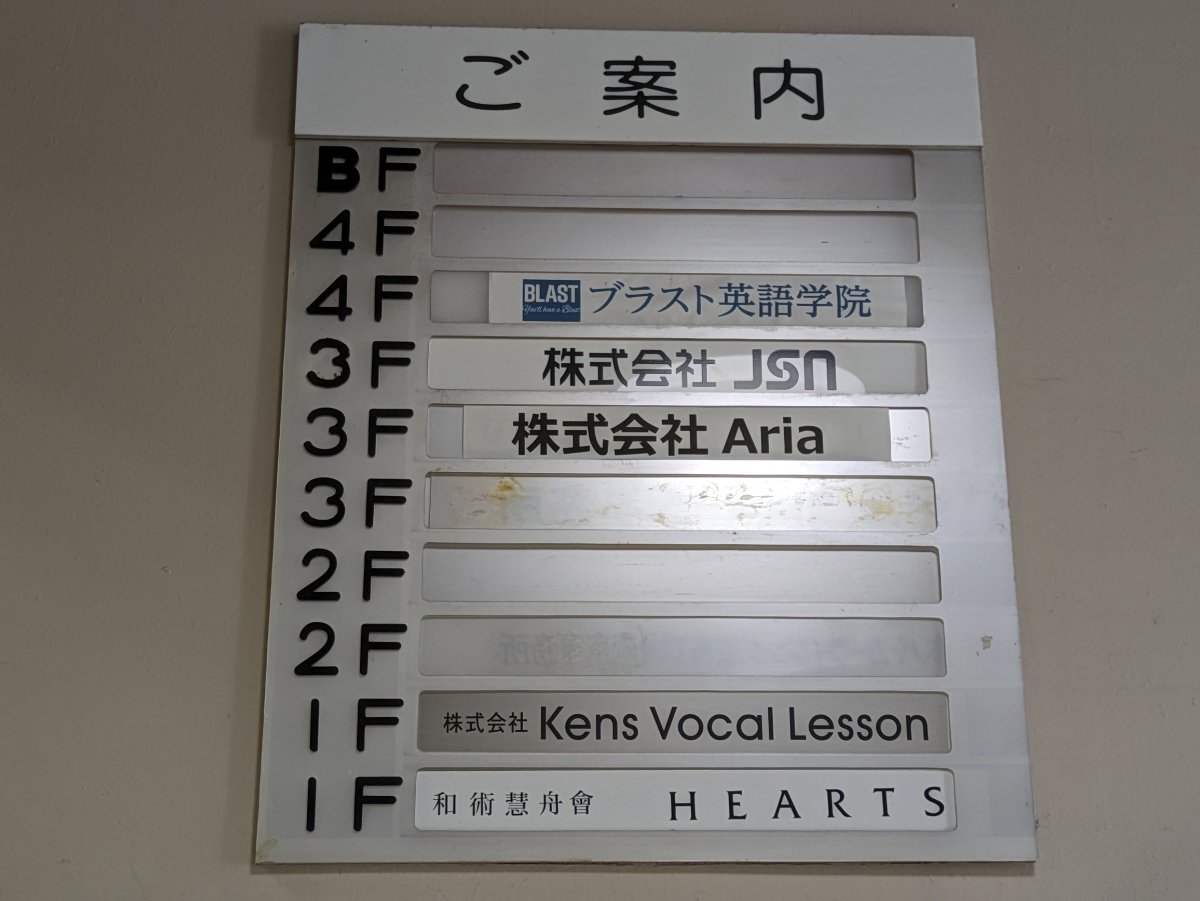 ご案内
BF
4F
4F BLAST You'll have a Blast ブラスト英語学院
3F 株式会社 JSN
3F 株式会社 Aria
3F
2F
2F
1F 株式会社 Kens Vocal Lesson
1F 和術慧舟會 HEARTS